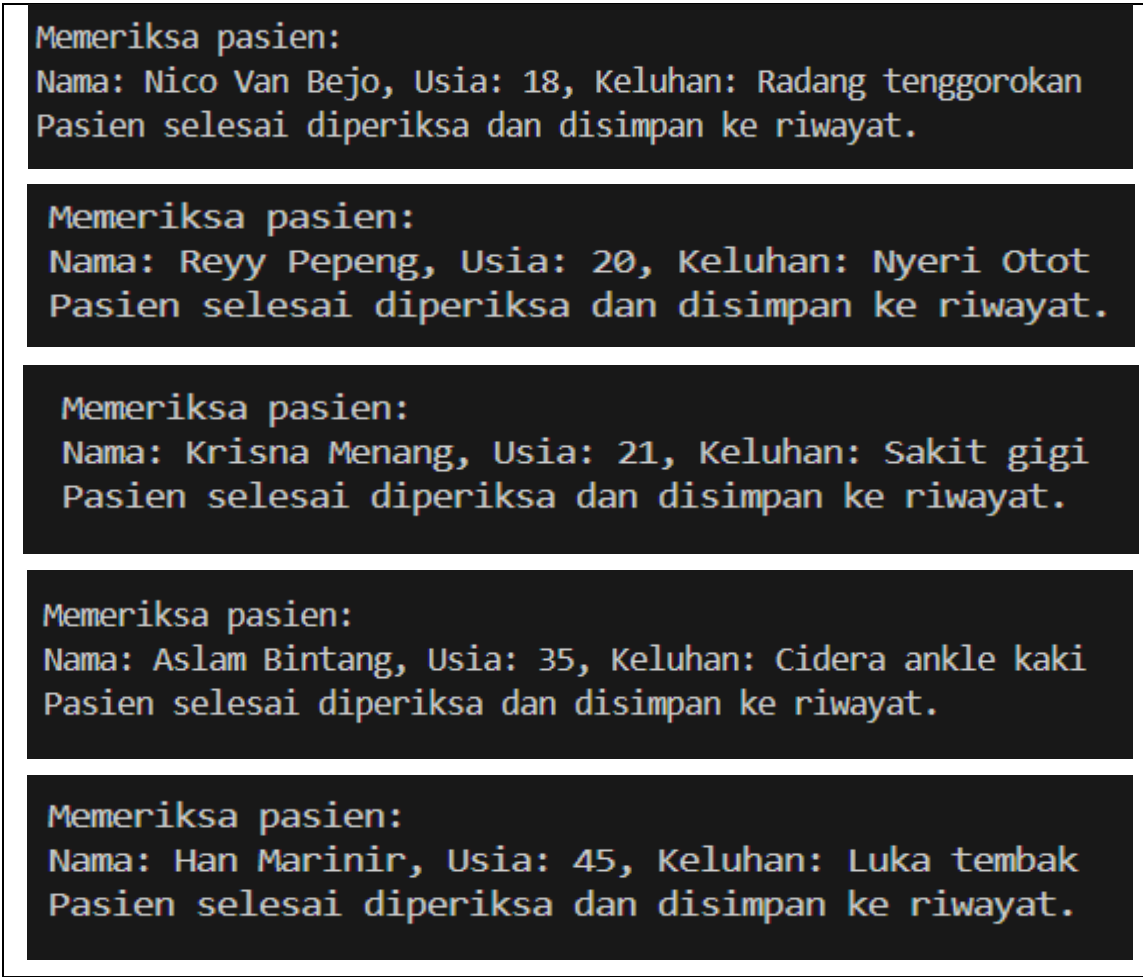 Memeriksa pasien:
Nama: Nico Van Bejo, Usia: 18, Keluhan: Radang tenggorokan
Pasien selesai diperiksa dan disimpan ke riwayat.
Memeriksa pasien:
Nama: Reyy Pepeng, Usia: 20, Keluhan: Nyeri Otot
Pasien selesai diperiksa dan disimpan ke riwayat.
Memeriksa pasien:
Nama: Krisna Menang, Usia: 21, Keluhan: Sakit gigi
Pasien selesai diperiksa dan disimpan ke riwayat.
Memeriksa pasien:
Nama: Aslam Bintang, Usia: 35, Keluhan: Cidera ankle kaki
Pasien selesai diperiksa dan disimpan ke riwayat.
Memeriksa pasien:
Nama: Han Marinir, Usia: 45, Keluhan: Luka tembak
Pasien selesai diperiksa dan disimpan ke riwayat.